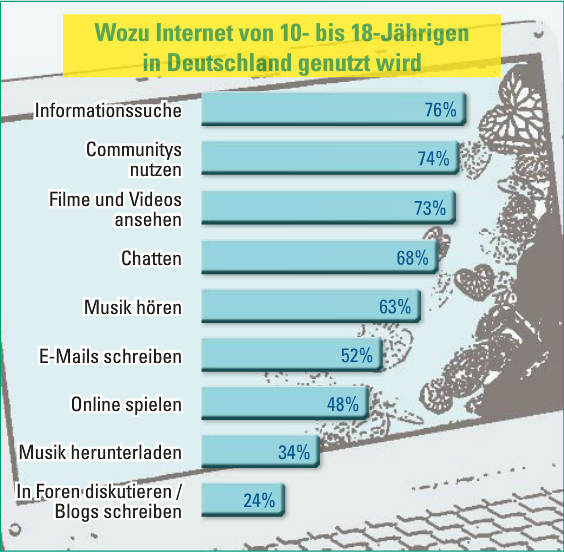 Wozu Internet von 10- bis 18-Jährigen
in Deutschland genutzt wird
Informationssuche 76%
Communitys
nutzen 74%
Filme und Videos
ansehen 73%
Chatten 68%
Musik hören 63%
E-Mails schreiben 52%
Online spielen 48%
Musik herunterladen 34%
In Foren diskutieren /
Blogs schreiben 24%